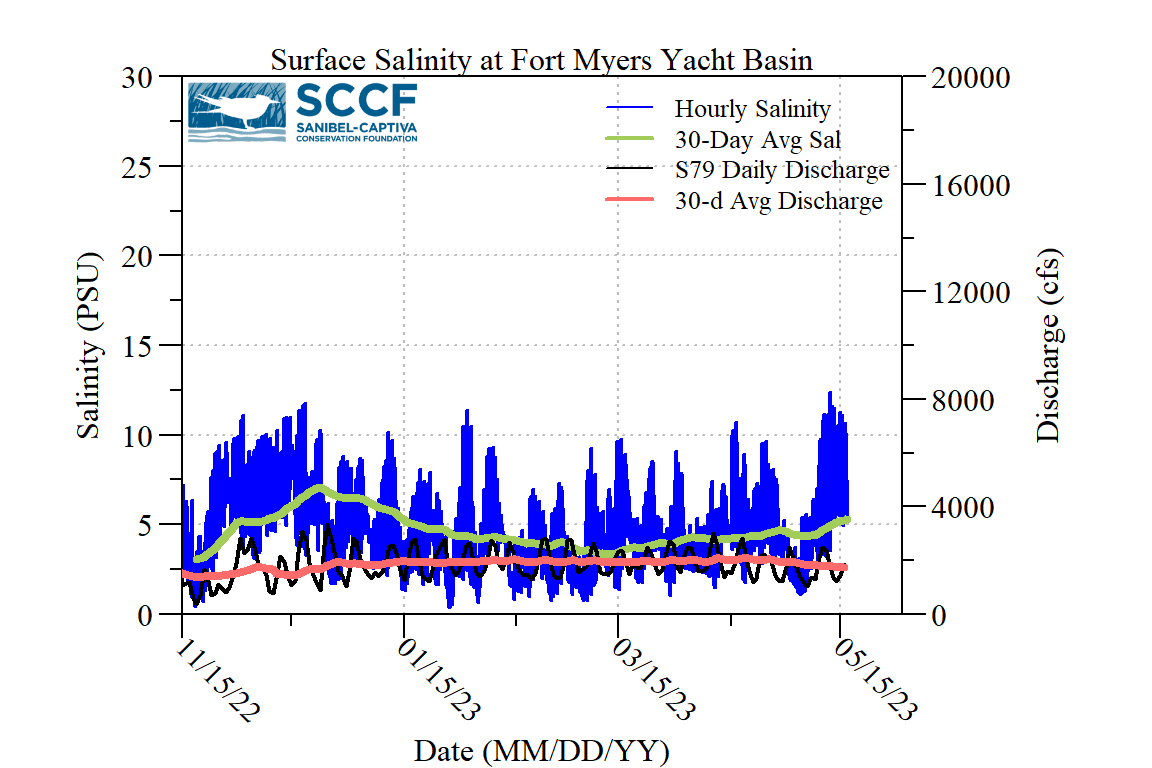 Surface Salinity at Fort Myers Yacht Basin
SCCF
SANIBEL-CAPTIVA
CONSERVATION FOUNDATION
Hourly Salinity
30-Day Avg Sal
S79 Daily Discharge
30-d Avg Discharge
30
25
20
15
10
5
0
Salinity (PSU)
20000
16000
12000
8000
4000
0
Discharge (cfs)
11/15/22
01/15/23
03/15/23
05/15/23
Date (MM/DD/YY)